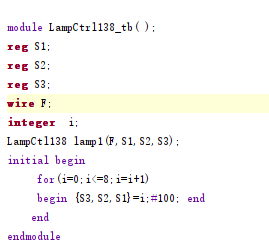 module LampCtrl138_tb( );
reg S1;
reg S2;
reg S3;
wire F;
integer  i;
LampCtl138 lamp1(F,S1,S2,S3);
initial begin
for(i=0;i<=8;i=i+1)
begin {S3,S2,S1}=i;#100; end
end
endmodule